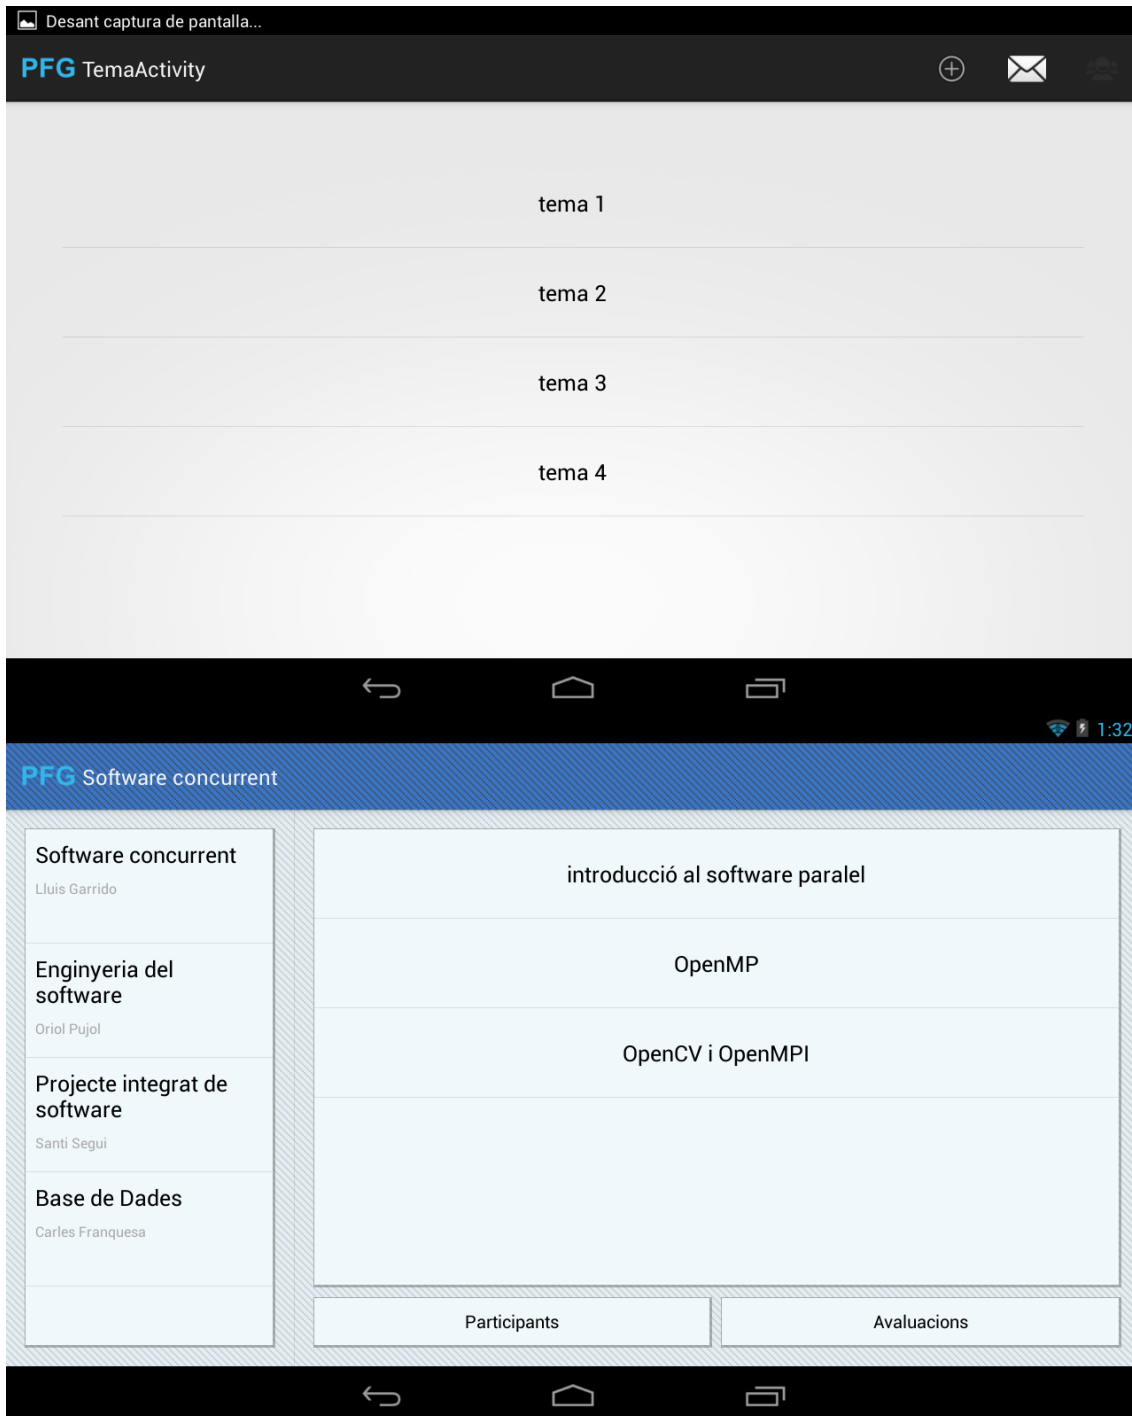 Desant captura de pantalla...
PFG TemaActivity
tema 1
tema 2
tema 3
tema 4
1:32
PFG Software concurrent
Software concurrent
Lluis Garrido
Enginyeria del
software
Oriol Pujol
Projecte integrat de
software
Santi Segui
Base de Dades
Carles Franquesa
introducció al software paralel
OpenMP
OpenCV i OpenMPI
Participants
Avaluacions